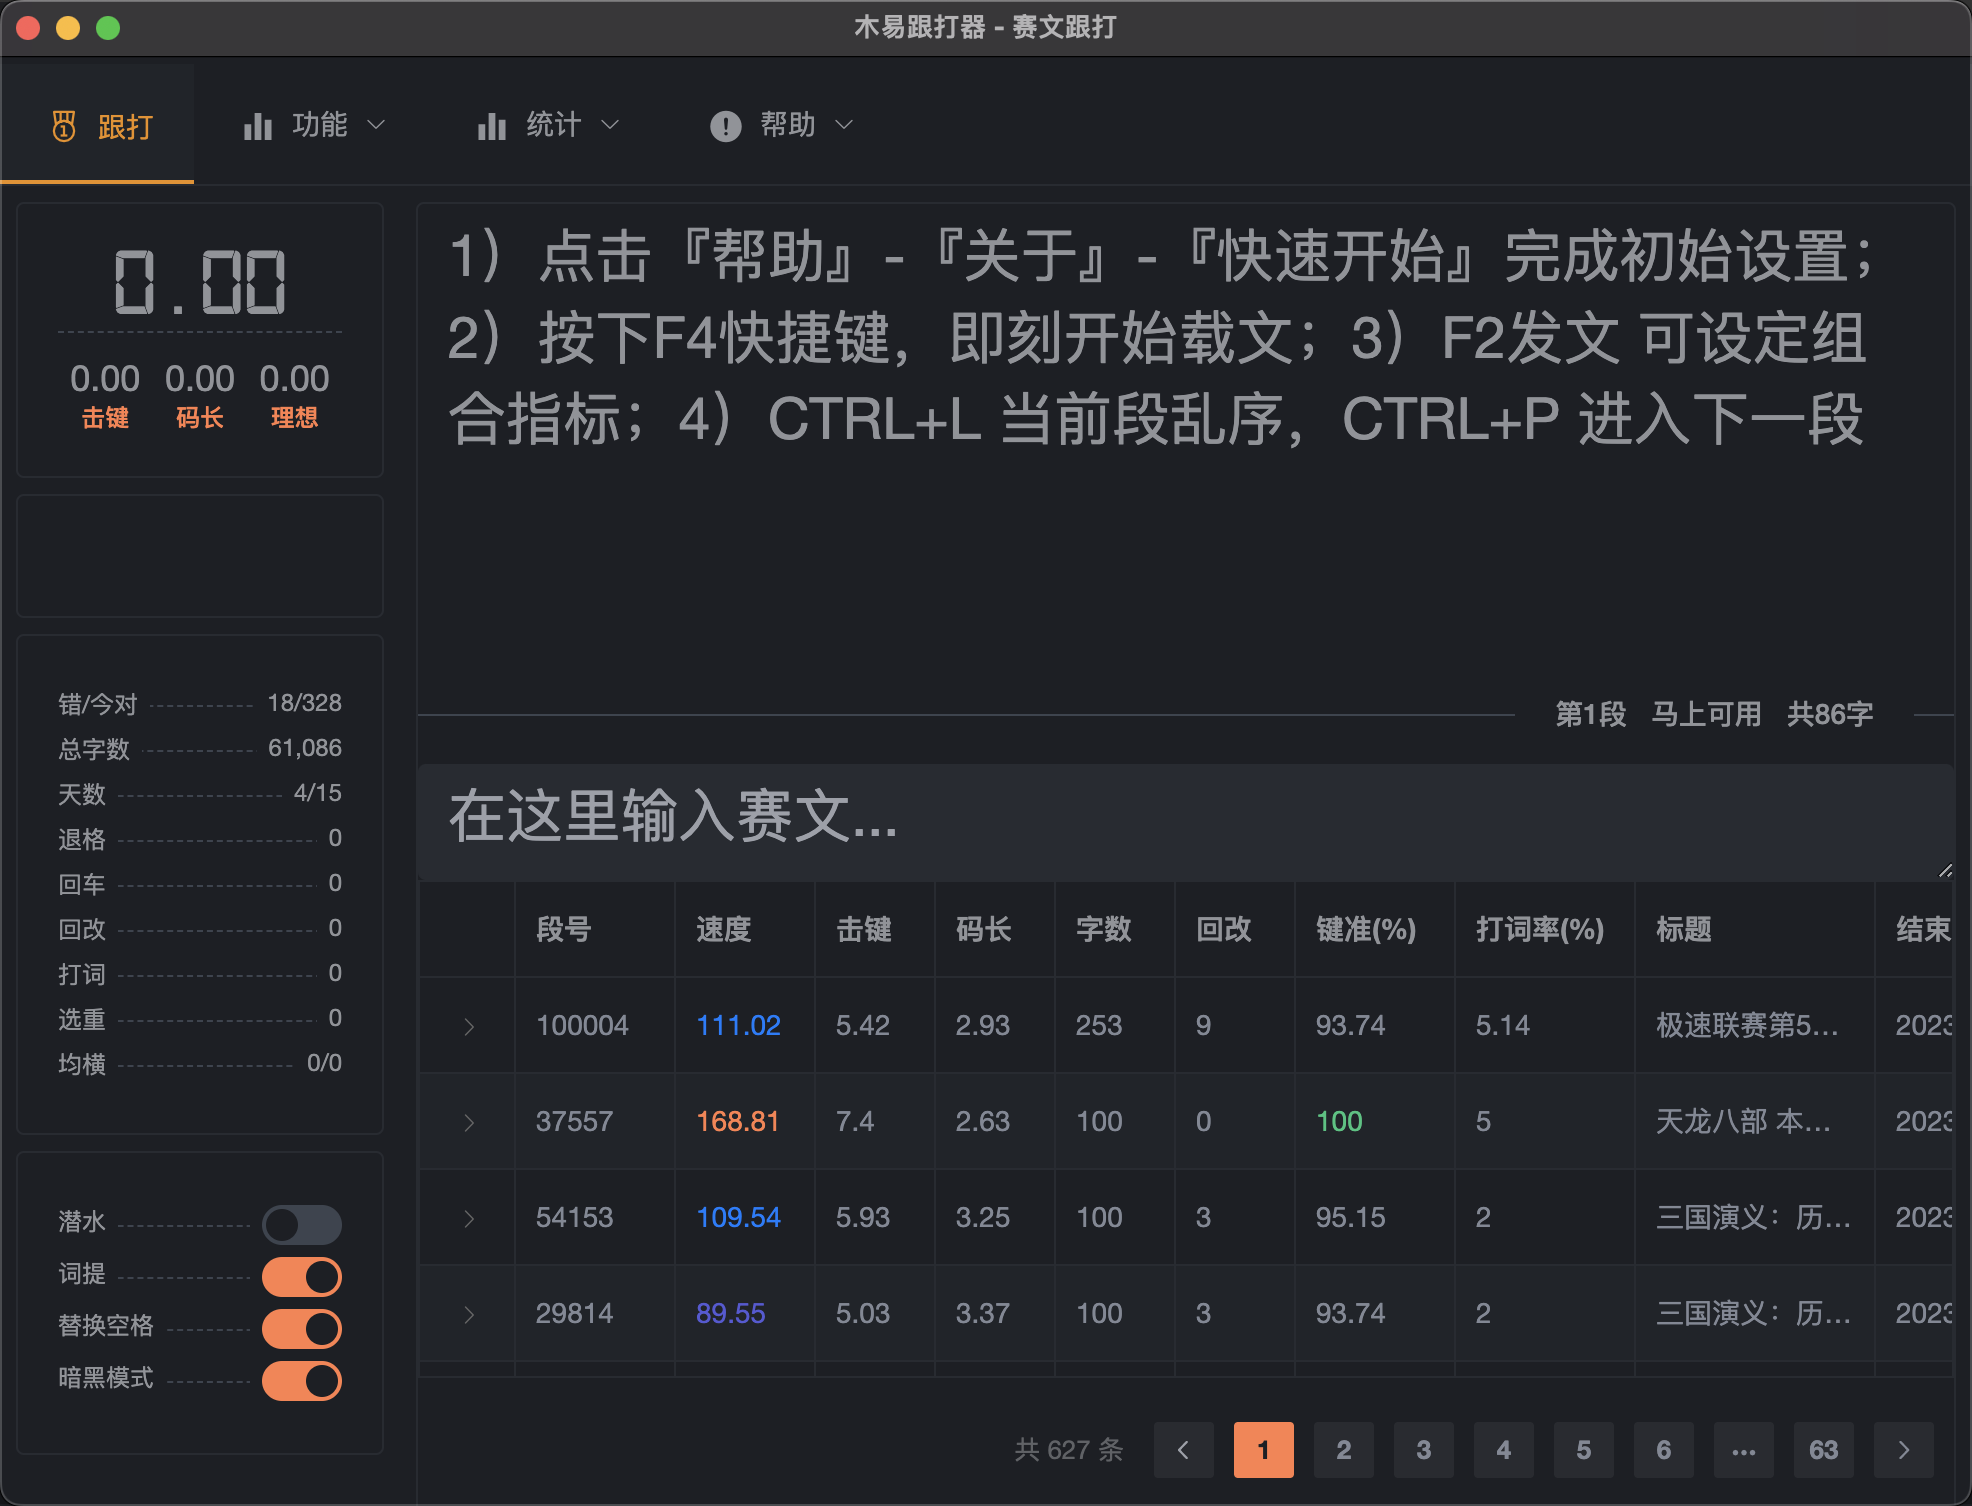 木易跟打器 - 赛文跟打
跟打
功能
统计
帮助
0.00
0.00 0.00 0.00
击键 码长 理想
错/今对 18/328
总字数 61,086
天数 4/15
退格 0
回车 0
回改 0
打词 0
选重 0
均横 0/0
潜水
词提
替换空格
暗黑模式
1）点击『帮助』-『关于』-『快速开始』完成初始设置；
2）按下F4快捷键，即刻开始载文；3）F2发文 可设定组
合指标；4）CTRL+L 当前段乱序，CTRL+P 进入下一段
第1段 马上可用 共86字
在这里输入赛文...
段号 速度 击键 码长 字数 回改 键准(%) 打词率(%) 标题 结束
100004 111.02 5.42 2.93 253 9 93.74 5.14 极速联赛第5... 2023
37557 168.81 7.4 2.63 100 0 100 5 天龙八部 本... 2023
54153 109.54 5.93 3.25 100 3 95.15 2 三国演义：历... 2023
29814 89.55 5.03 3.37 100 3 93.74 2 三国演义：历... 2023
共 627 条 1 2 3 4 5 6 ... 63